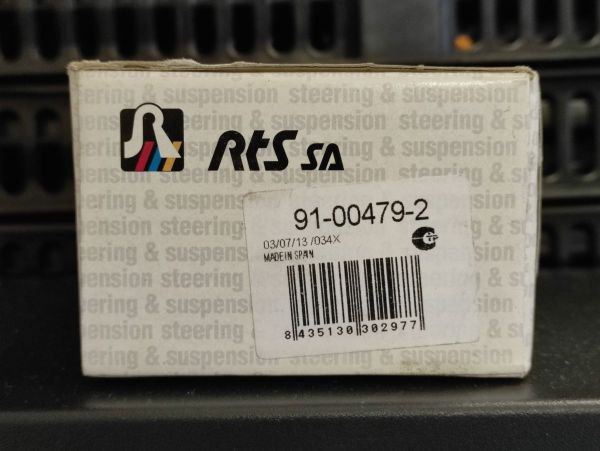 steering & suspension steering & suspension
RtS SA
91-00479-2
03/07/13 /034X
MADE IN SPAIN
8 435130 302977